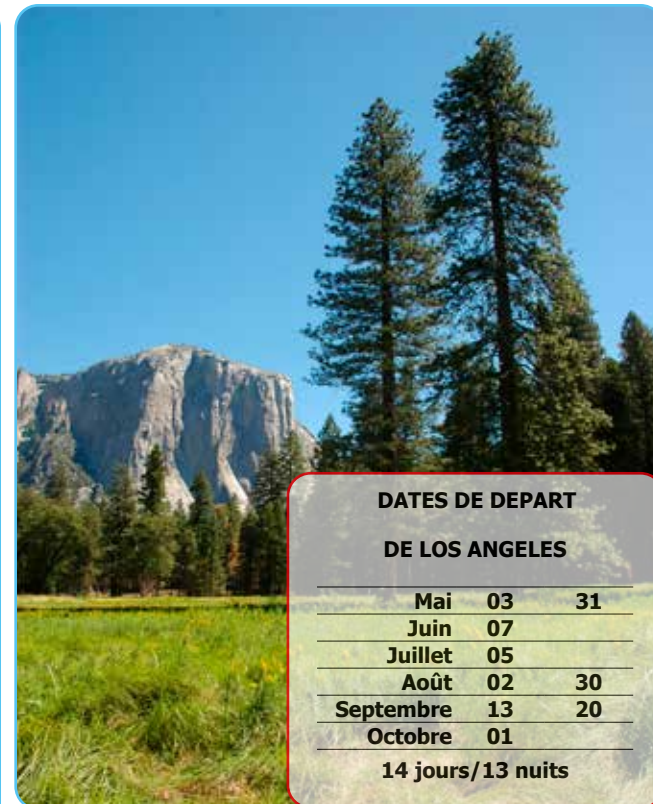 DATES DE DEPART
DE LOS ANGELES
Mai 03 31
Juin 07
Juillet 05
Août 02 30
Septembre 13 20
Octobre 01
14 jours/13 nuits